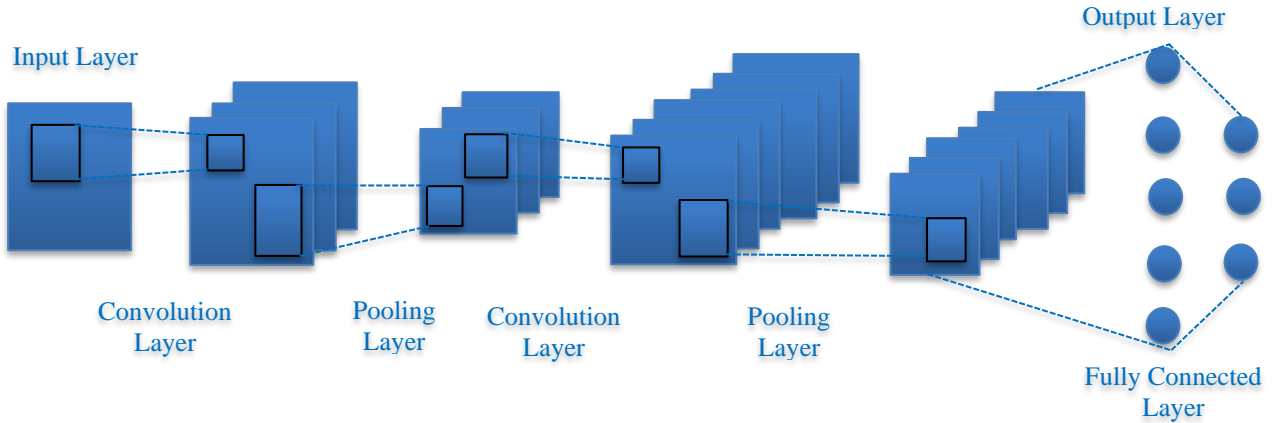 Output Layer
Input Layer
Convolution
Layer
Pooling
Layer
Convolution
Layer
Pooling
Layer
Fully Connected
Layer